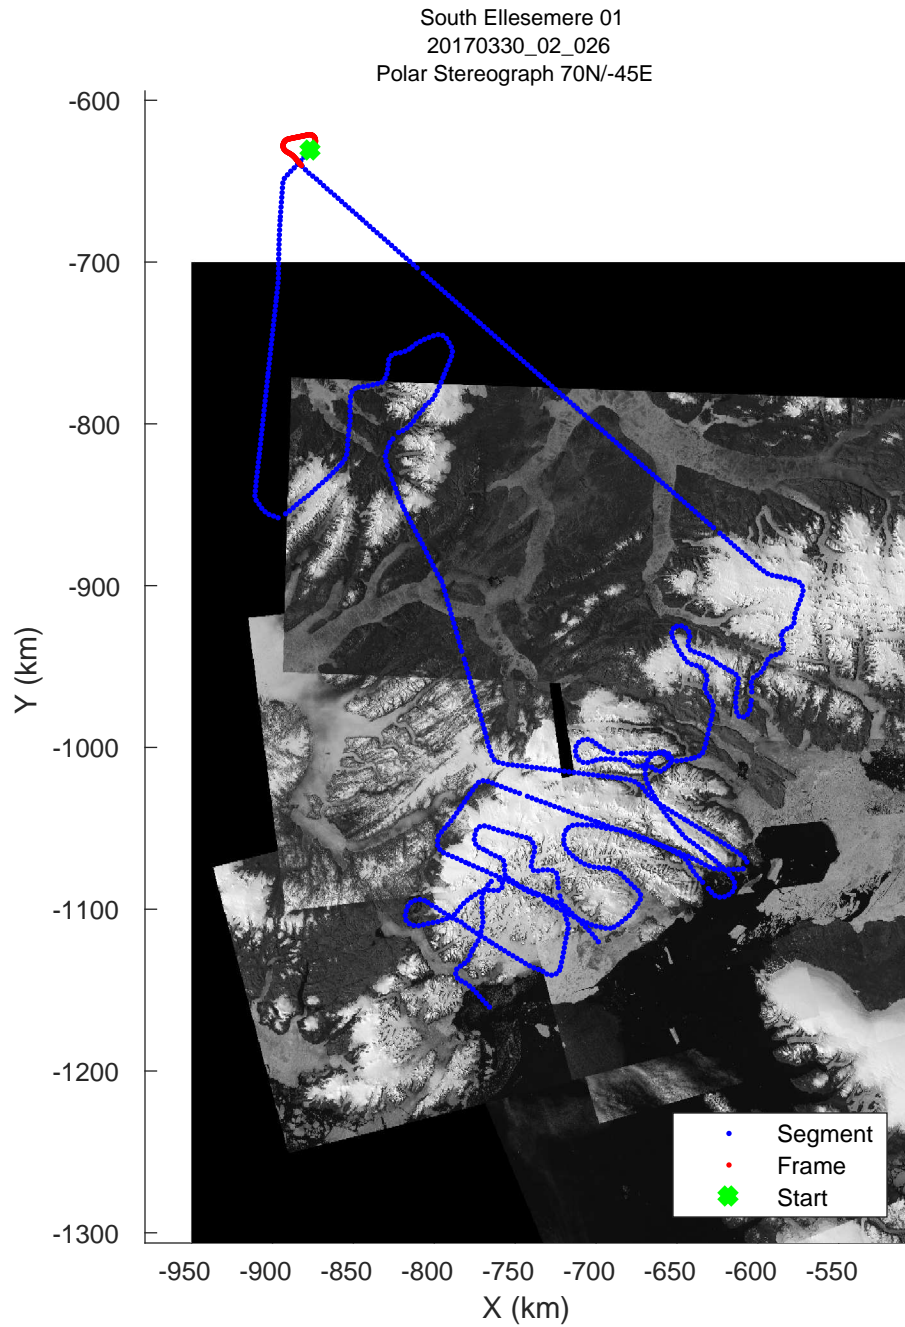 South Ellesemere 01
20170330_02_026
Polar Stereograph 70N/-45E
-600
-700
-800
-900
-1000
-1100
-1200
-1300
Y (km)
-950 -900 -850 -800 -750 -700 -650 -600 -550
X (km)
Segment
Frame
Start